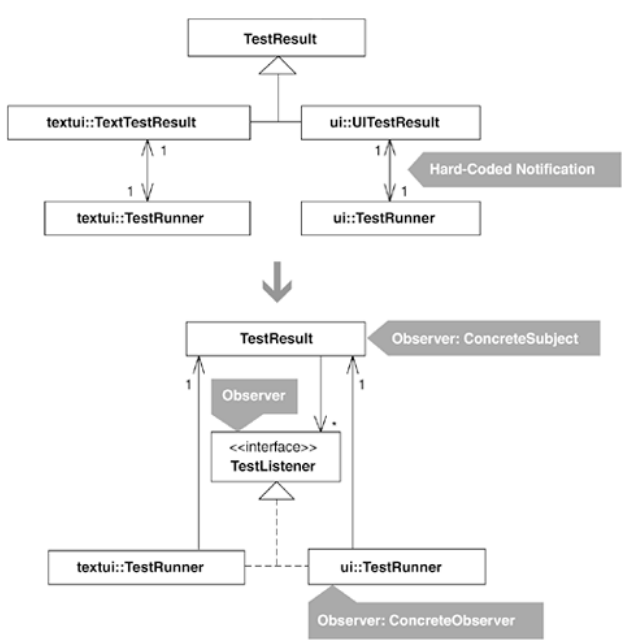 TestResult
textui::TextTestResult
ui::UITestResult
1
1
Hard-Coded Notification
1
1
textui::TestRunner
ui::TestRunner
TestResult
Observer: ConcreteSubject
1
1
Observer
*
<<interface>>
TestListener
textui::TestRunner
ui::TestRunner
Observer: ConcreteObserver